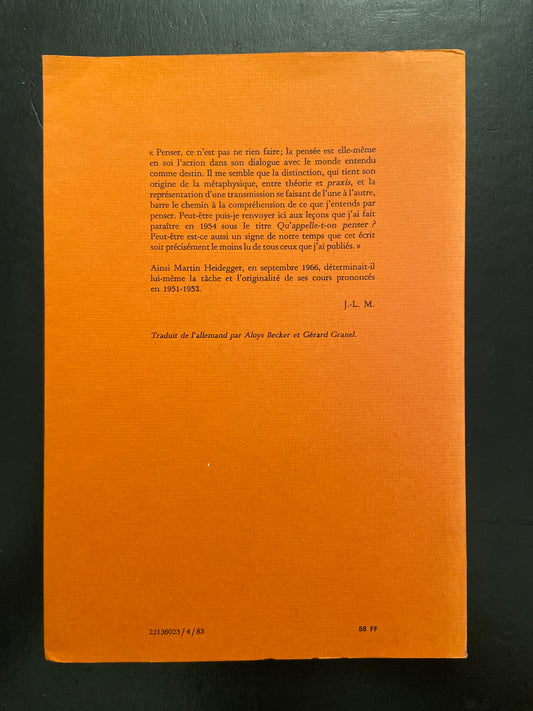 « Penser, ce n'est pas ne rien faire; la pensée est elle-même
en soi l'action dans son dialogue avec le monde entendu
comme destin. Il me semble que la distinction, qui tient son
origine de la métaphysique, entre théorie et praxis, et la
représentation d'une transmission se faisant de l'une à l'autre,
barre le chemin à la compréhension de ce que j'entends par
penser. Peut-être puis-je renvoyer ici aux leçons que j'ai fait
paraître en 1954 sous le titre Qu'appelle-t-on penser ?
Peut-être est-ce aussi un signe de notre temps que cet écrit
soit précisément le moins lu de tous ceux que j'ai publiés. »
Ainsi Martin Heidegger, en septembre 1966, déterminait-il
lui-même la tâche et l'originalité de ses cours prononcés
en 1951-1952.
J.-L. M.
Traduit de l'allemand par Aloys Becker et Gérard Granel.
22136023/4/83
88 FF